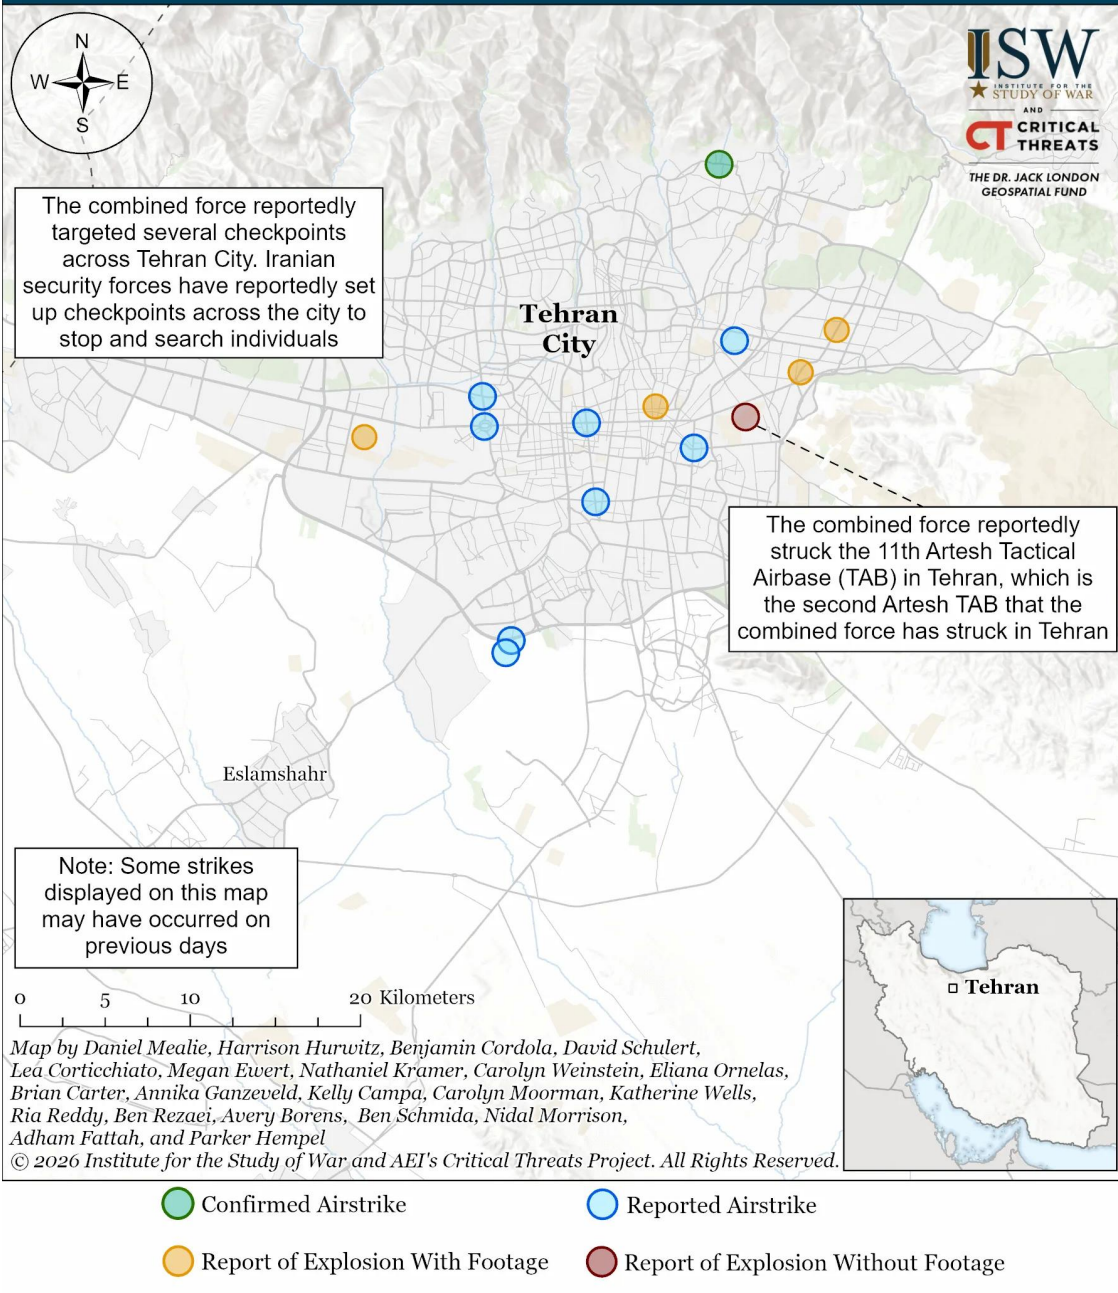 N
W
E
S
ISW
INSTITUTE FOR THE
STUDY OF WAR
AND
CT CRITICAL
THREATS
THE DR. JACK LONDON
GEOSPATIAL FUND
The combined force reportedly
targeted several checkpoints
across Tehran City. Iranian
security forces have reportedly set
up checkpoints across the city to
stop and search individuals
Tehran
City
The combined force reportedly
struck the 11th Artesh Tactical
Airbase (TAB) in Tehran, which is
the second Artesh TAB that the
combined force has struck in Tehran
Eslamshahr
Note: Some strikes
displayed on this map
may have occurred on
previous days
Tehran
0 5 10 20 Kilometers
Map by Daniel Mealie, Harrison Hurwitz, Benjamin Cordola, David Schulert,
Lea Corticchiato, Megan Ewert, Nathaniel Kramer, Carolyn Weinstein, Eliana Ornelas,
Brian Carter, Annika Ganzeveld, Kelly Campa, Carolyn Moorman, Katherine Wells,
Ria Reddy, Ben Rezaei, Avery Borens, Ben Schmida, Nidal Morrison,
Adham Fattah, and Parker Hempel
© 2026 Institute for the Study of War and AEI's Critical Threats Project. All Rights Reserved.
Confirmed Airstrike
Reported Airstrike
Report of Explosion With Footage
Report of Explosion Without Footage